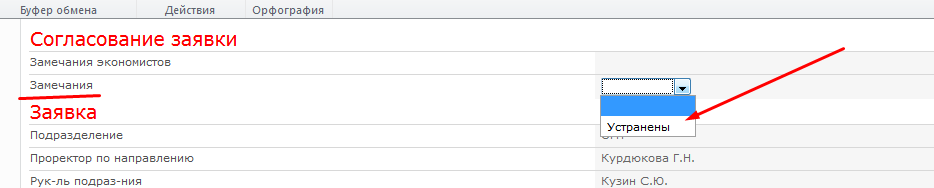 Буфер обмена Действия Орфография
Согласование заявки
Замечания экономистов
Замечания
Заявка
Устранены
Подразделение
Проректор по направлению Курдюкова Г.Н.
Рук-ль подраз-ния Кузин С.Ю.